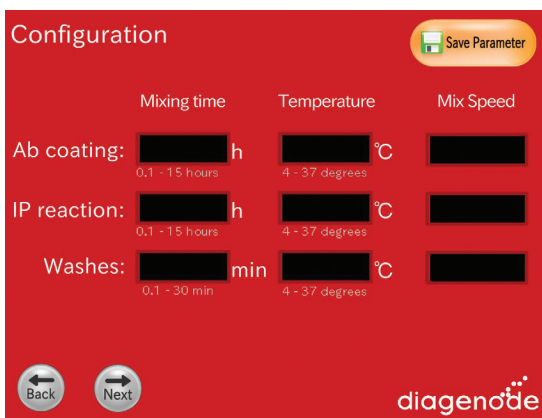 Configuration
Save Parameter
Mixing time Temperature Mix Speed
Ab coating: h ℃
0.1 - 15 hours 4 - 37 degrees
IP reaction: h ℃
0.1 - 15 hours 4 - 37 degrees
Washes: min ℃
0.1 - 30 min 4 - 37 degrees
Back Next
diagenode